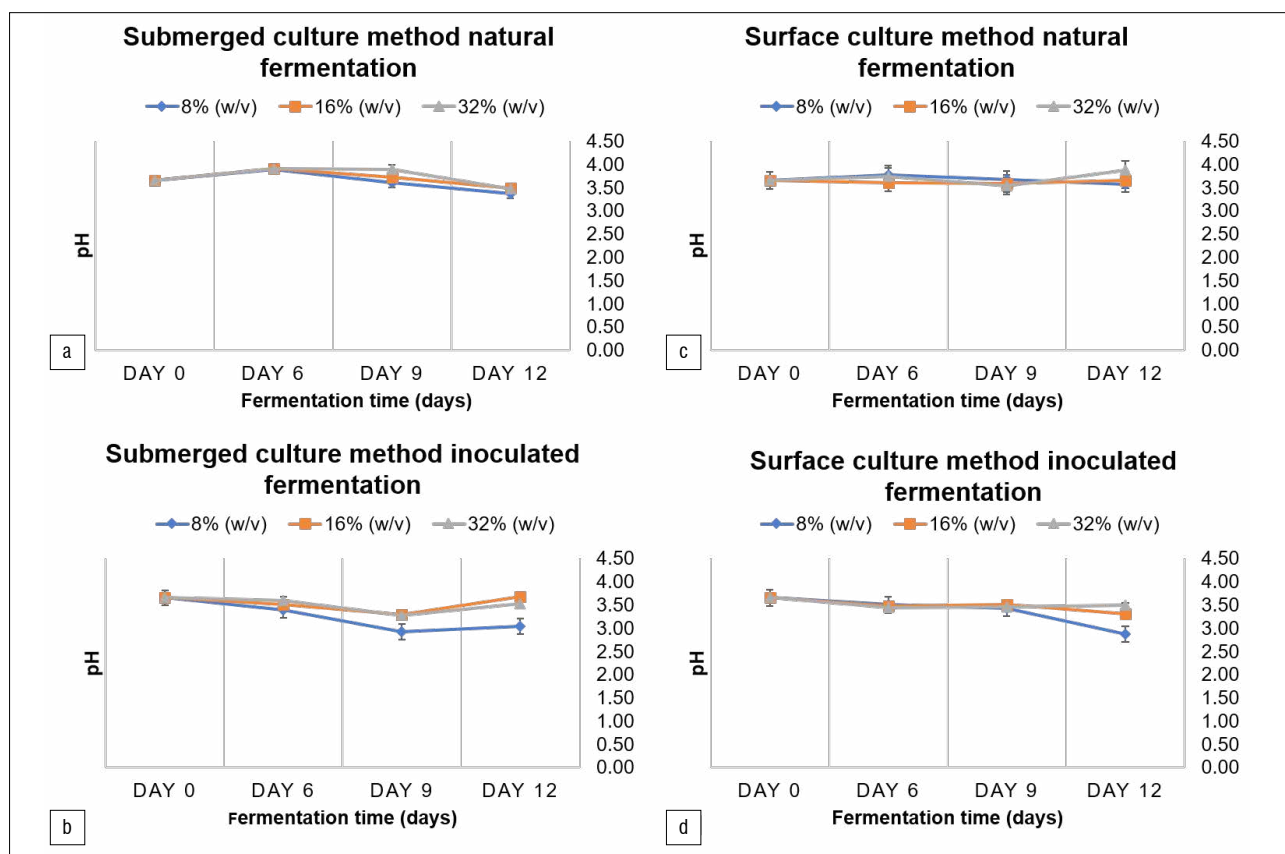 Submerged culture method natural
fermentation
8% (w/v) 16% (w/v) 32% (w/v)
4.50
4.00
3.50
3.00
2.50
2.00
1.50
1.00
0.50
0.00
pH
a
DAY 0 DAY 6 DAY 9 DAY 12
Fermentation time (days)
Surface culture method natural
fermentation
8% (w/v) 16% (w/v) 32% (w/v)
4.50
4.00
3.50
3.00
2.50
2.00
1.50
1.00
0.50
0.00
pH
c
DAY 0 DAY 6 DAY 9 DAY 12
Fermentation time (days)
Submerged culture method inoculated
fermentation
8% (w/v) 16% (w/v) 32% (w/v)
4.50
4.00
3.50
3.00
2.50
2.00
1.50
1.00
0.50
0.00
pH
DAY 0 DAY 6 DAY 9 DAY 12
Fermentation time (days)
b
Surface culture method inoculated
fermentation
8% (w/v) 16% (w/v) 32% (w/v)
4.50
4.00
3.50
3.00
2.50
2.00
1.50
1.00
0.50
0.00
pH
DAY 0 DAY 6 DAY 9 DAY 12
Fermentation time (days)
d